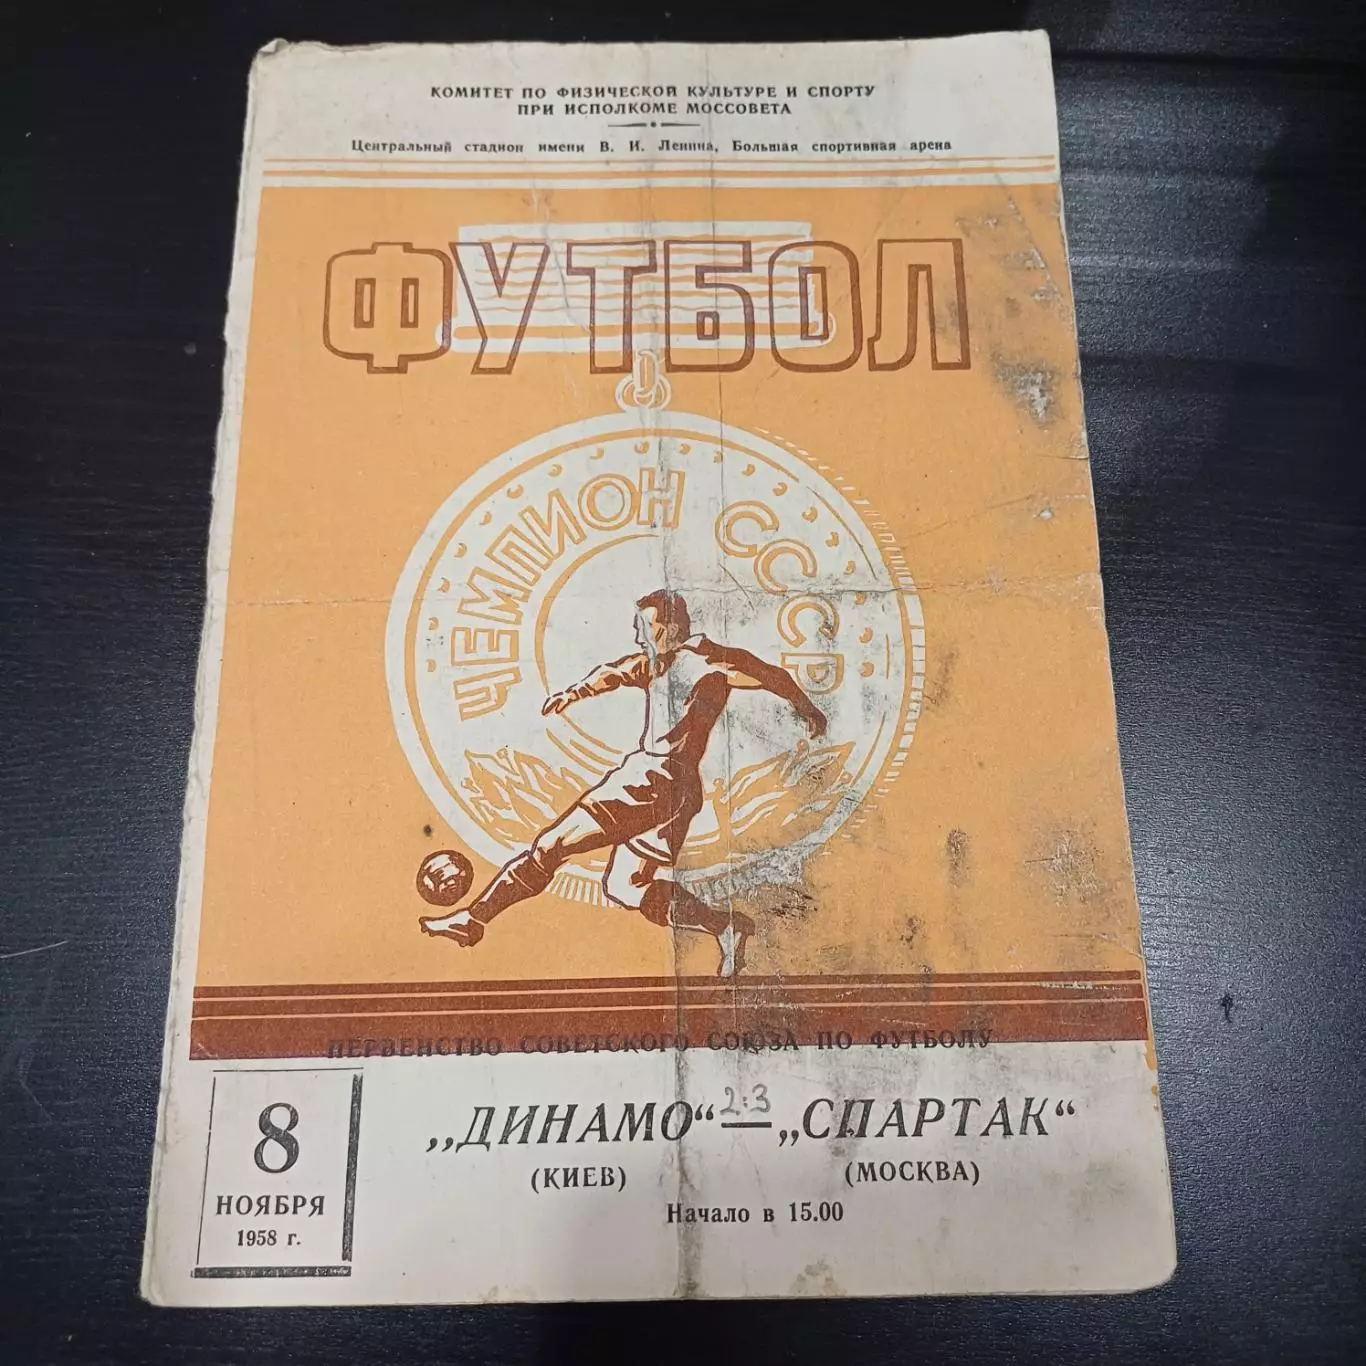 КОМИТЕТ ПО ФИЗИЧЕСКОЙ КУЛЬТУРЕ И СПОРТУ
ПРИ ИСПОЛКОМЕ МОССОВЕТА
Центральный стадион имени В. И. Ленина, Большая спортивная арена
ФУТБОЛ
ЧЕМПИОН СССР
ПЕРВЕНСТВО СОВЕТСКОГО СОЮЗА ПО ФУТБОЛУ
8
НОЯБРЯ
1958 г.
2:3
„ДИНАМО“ — „СПАРТАК“
(КИЕВ) (МОСКВА)
Начало в 15.00